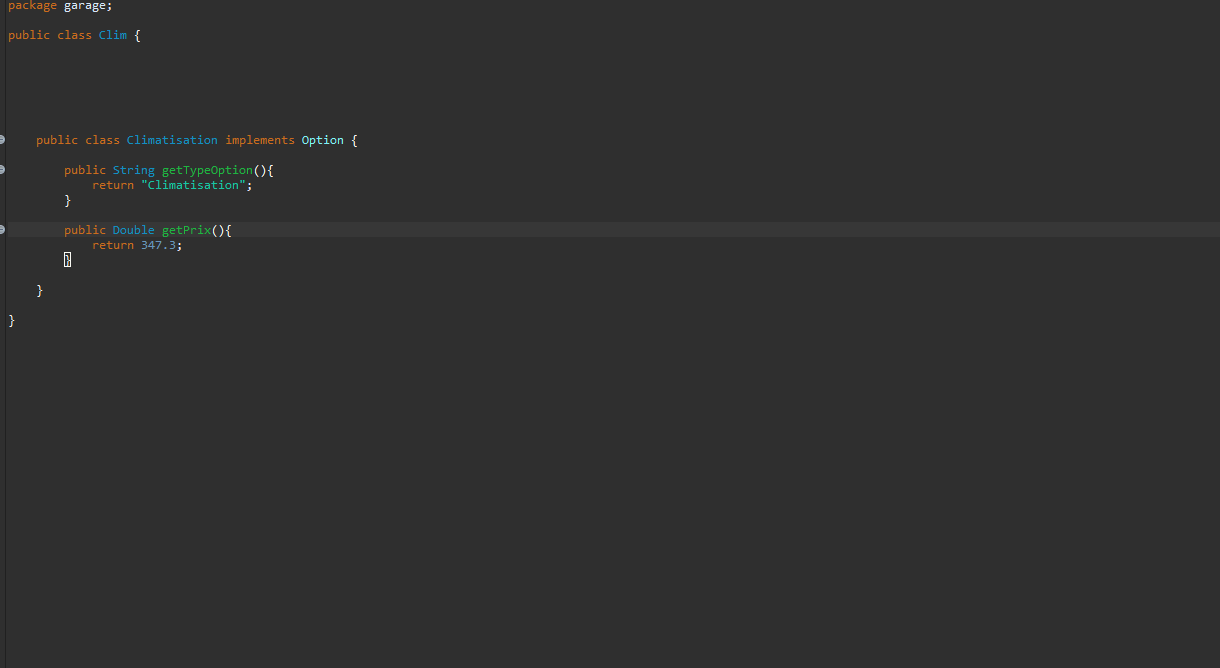 package garage;
public class Clim {
public class Climatisation implements Option {
public String getTypeOption(){
return "Climatisation";
}
public Double getPrix(){
return 347.3;
}
}
}